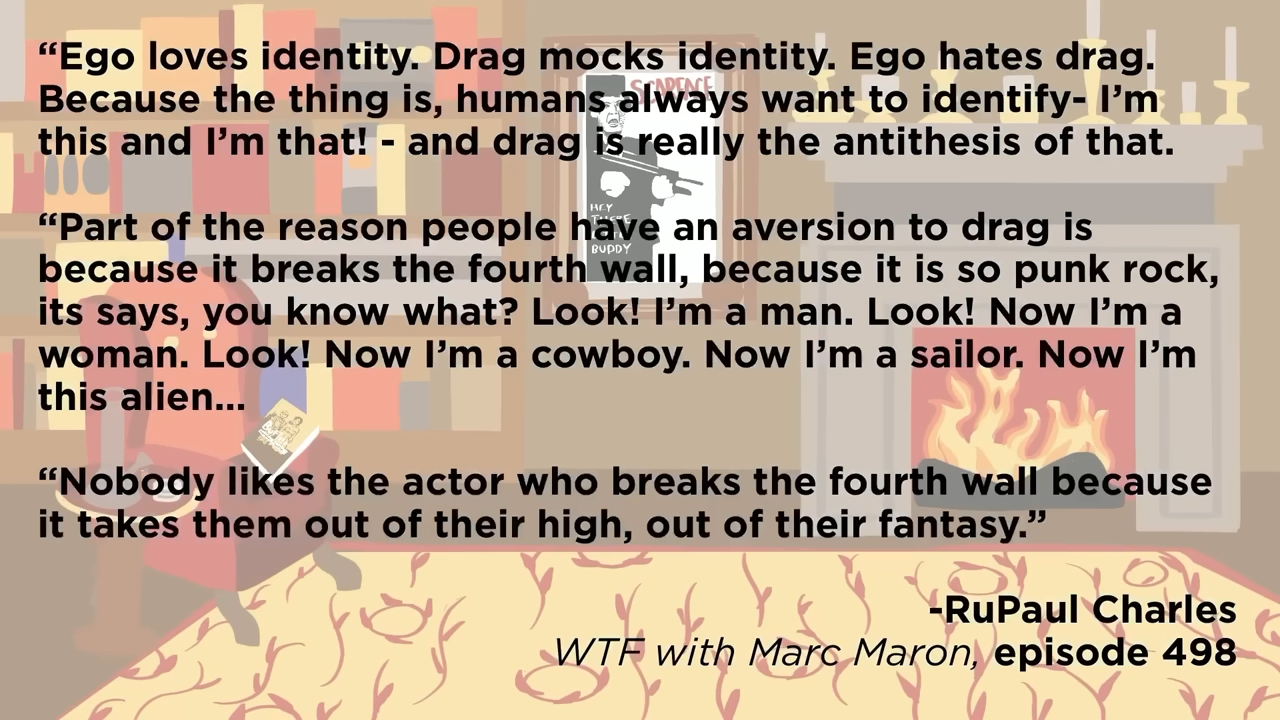 “Ego loves identity. Drag mocks identity. Ego hates drag.
Because the thing is, humans always want to identify- I’m
this and I’m that! - and drag is really the antithesis of that.
“Part of the reason people have an aversion to drag is
because it breaks the fourth wall, because it is so punk rock,
its says, you know what? Look! I’m a man. Look! Now I’m a
woman. Look! Now I’m a cowboy. Now I’m a sailor. Now I’m
this alien...
“Nobody likes the actor who breaks the fourth wall because
it takes them out of their high, out of their fantasy.”
-RuPaul Charles
WTF with Marc Maron, episode 498
SCARFACE
HEY
THERE
BUDDY